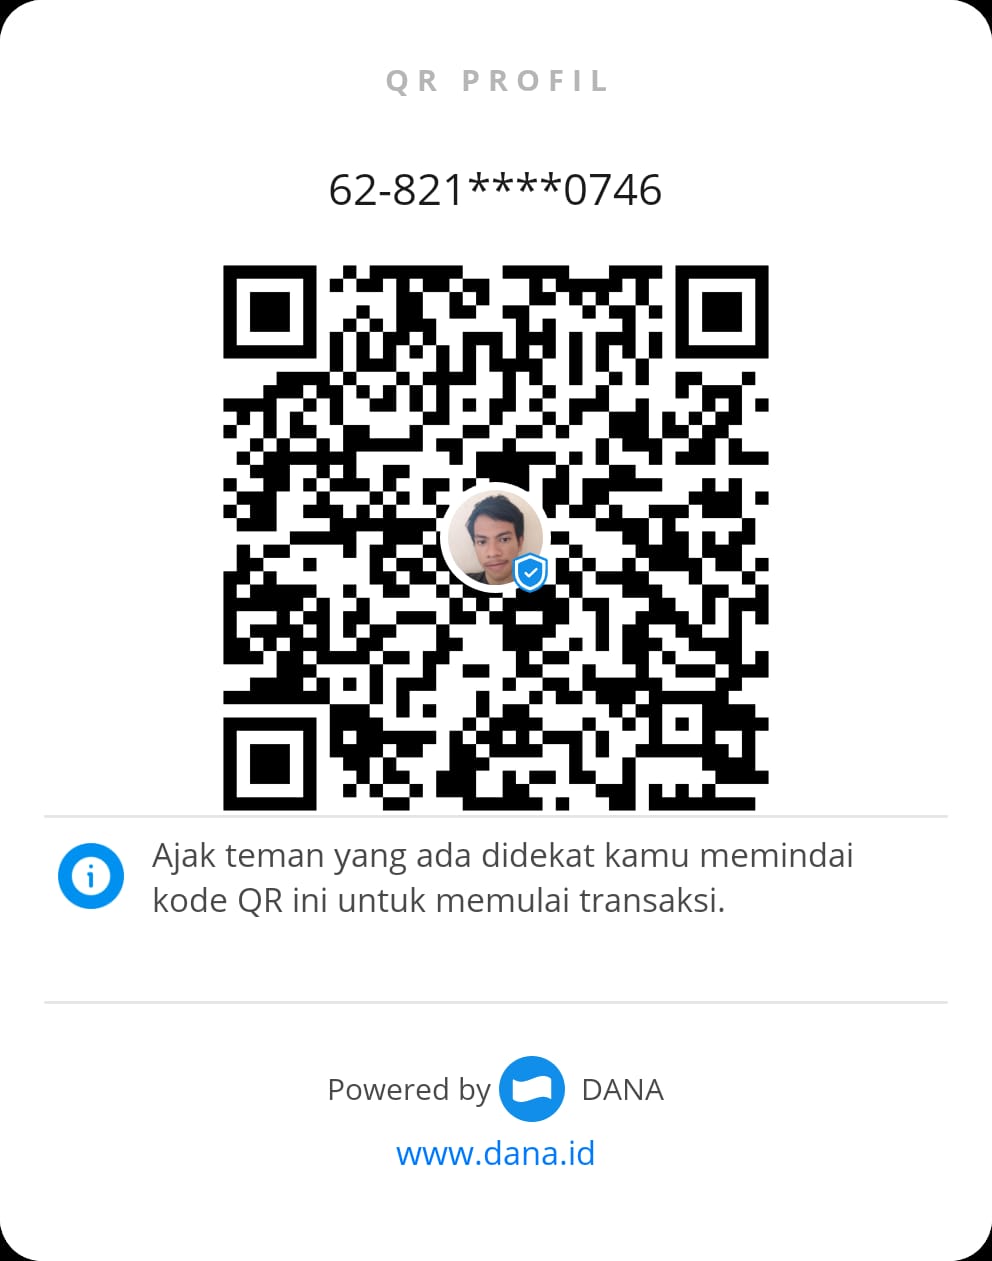 QR PROFIL
62-821****0746
Ajak teman yang ada didekat kamu memindai
kode QR ini untuk memulai transaksi.
Powered by DANA
www.dana.id